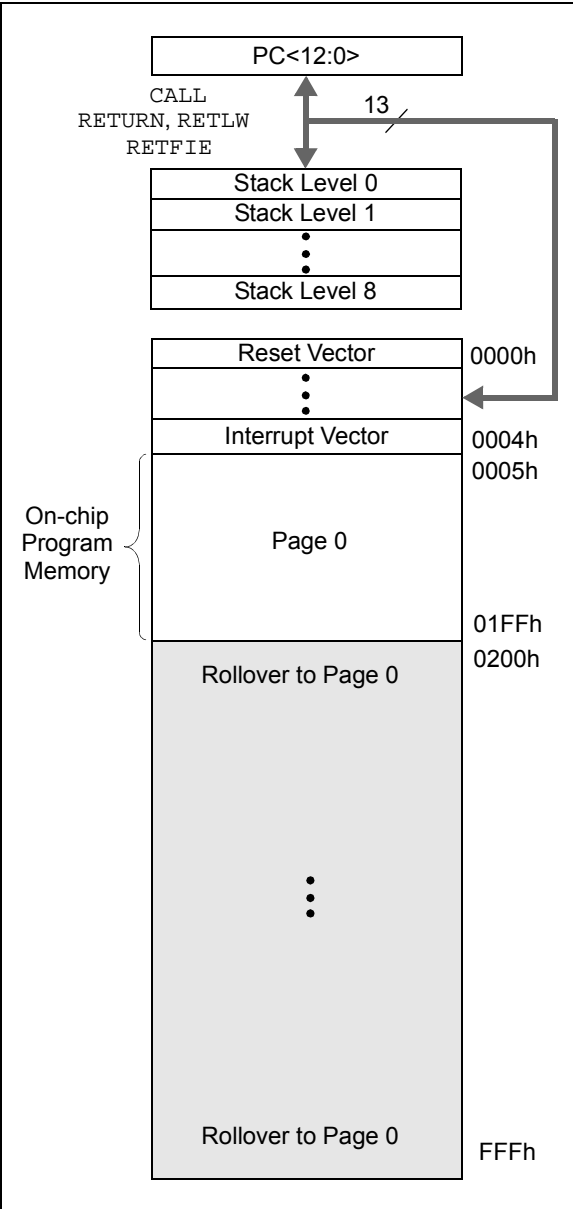 PC<12:0>
CALL
RETURN, RETLW
RETFIE
13
Stack Level 0
Stack Level 1
Stack Level 8
Reset Vector
0000h
Interrupt Vector
0004h
0005h
On-chip
Program
Memory
Page 0
01FFh
0200h
Rollover to Page 0
Rollover to Page 0
FFFh